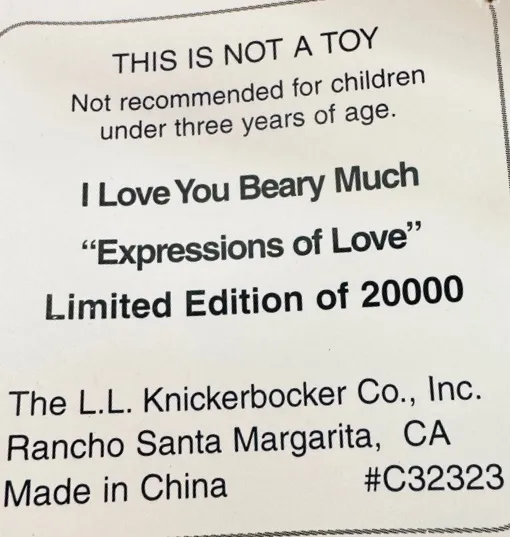 THIS IS NOT A TOY
Not recommended for children
under three years of age.
I Love You Beary Much
“Expressions of Love”
Limited Edition of 20000
The L.L. Knickerbocker Co., Inc.
Rancho Santa Margarita, CA
Made in China #C32323